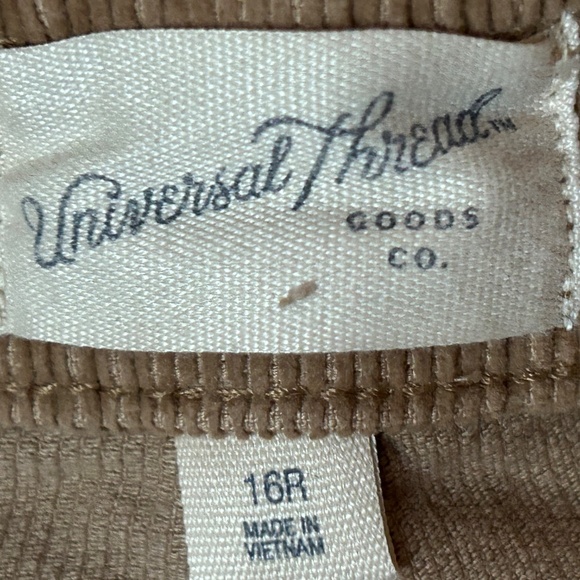 Universal Thread™
GOODS
CO.
16R
MADE IN
VIETNAM